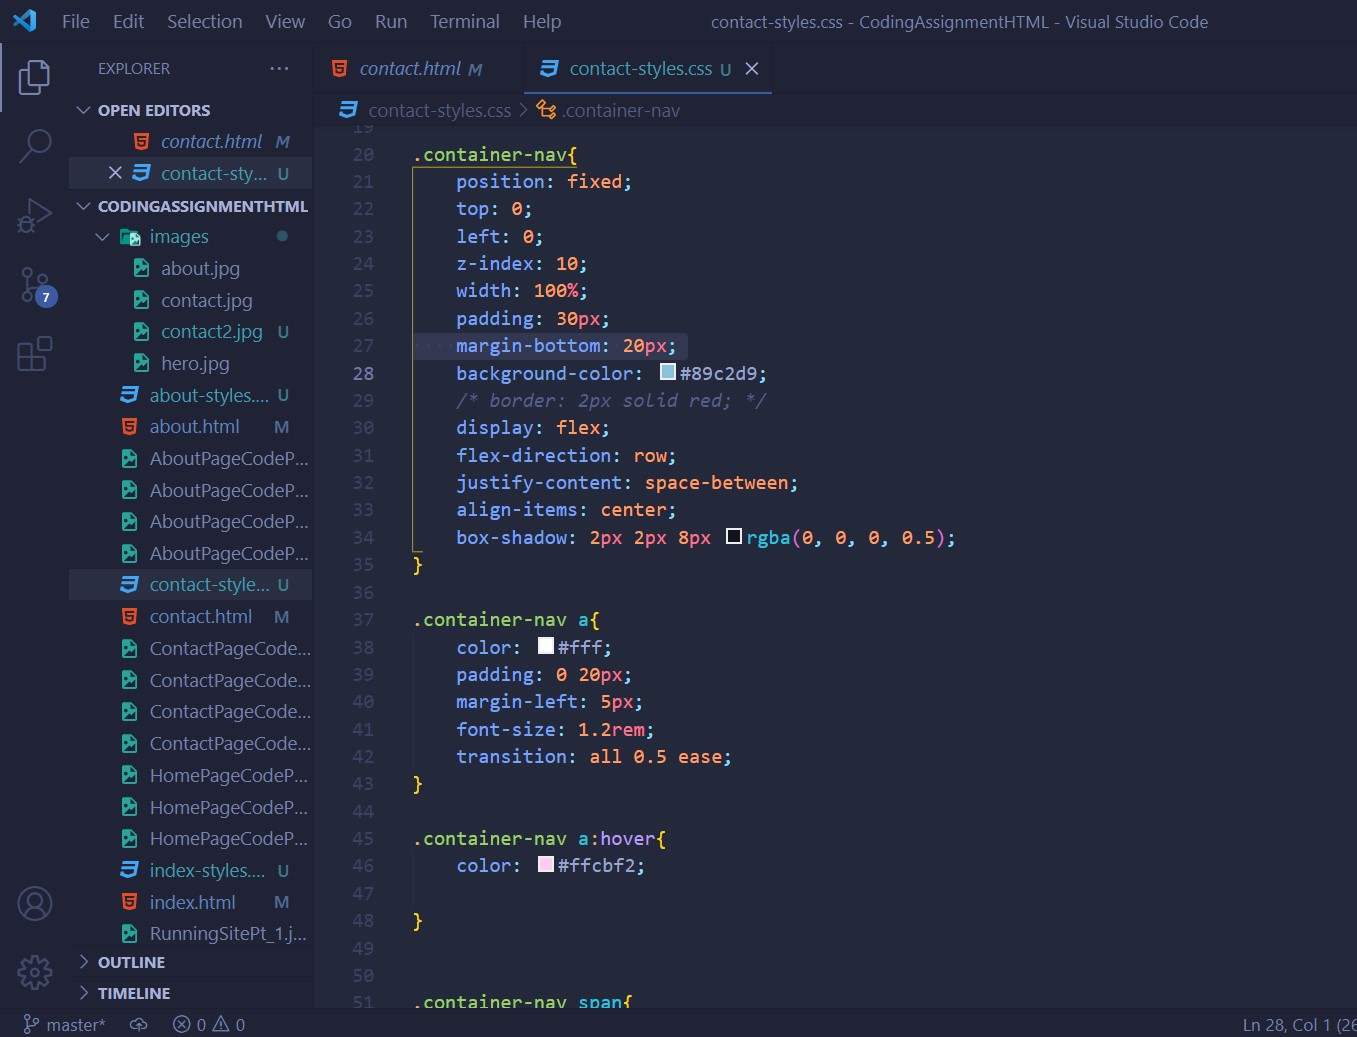 File Edit Selection View Go Run Terminal Help contact-styles.css - CodingAssignmentHTML - Visual Studio Code
EXPLORER ···
OPEN EDITORS
contact.html M
contact-sty... U
CODINGASSIGNMENTHTML
images
about.jpg
contact.jpg
contact2.jpg U
hero.jpg
about-styles.... U
about.html M
AboutPageCodeP...
AboutPageCodeP...
AboutPageCodeP...
AboutPageCodeP...
contact-style... U
contact.html M
ContactPageCode...
ContactPageCode...
ContactPageCode...
ContactPageCode...
HomePageCodeP...
HomePageCodeP...
HomePageCodeP...
index-styles.... U
index.html M
RunningSitePt_1.j...
OUTLINE
TIMELINE
7
contact.html M contact-styles.css U
contact-styles.css > .container-nav
19
20 .container-nav{
21 position: fixed;
22 top: 0;
23 left: 0;
24 z-index: 10;
25 width: 100%;
26 padding: 30px;
27 margin-bottom: 20px;
28 background-color: #89c2d9;
29 /* border: 2px solid red; */
30 display: flex;
31 flex-direction: row;
32 justify-content: space-between;
33 align-items: center;
34 box-shadow: 2px 2px 8px rgba(0, 0, 0, 0.5);
35 }
36
37 .container-nav a{
38 color: #fff;
39 padding: 0 20px;
40 margin-left: 5px;
41 font-size: 1.2rem;
42 transition: all 0.5 ease;
43 }
44
45 .container-nav a:hover{
46 color: #ffcbf2;
47
48 }
49
50
51 .container-nav span{
master* 0 0 Ln 28, Col 1 (26